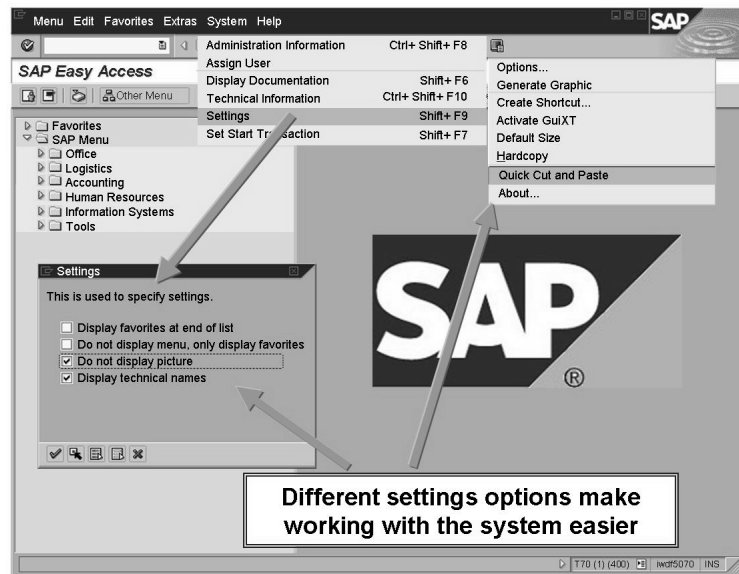 Menu Edit Favorites Extras System Help
SAP
Administration Information Ctrl+ Shift+ F8
Assign User
Display Documentation Shift+ F6
Technical Information Ctrl+ Shift+ F10
Settings Shift+ F9
Set Start Transaction Shift+ F7
Options...
Generate Graphic
Create Shortcut...
Activate GuiXT
Default Size
Hardcopy
Quick Cut and Paste
About...
SAP Easy Access
Other Menu
Favorites
SAP Menu
Office
Logistics
Accounting
Human Resources
Information Systems
Tools
Settings
This is used to specify settings.
Display favorites at end of list
Do not display menu, only display favorites
Do not display picture
Display technical names
SAP
®
Different settings options make
working with the system easier
T70 (1) (400) iwdf5070 INS